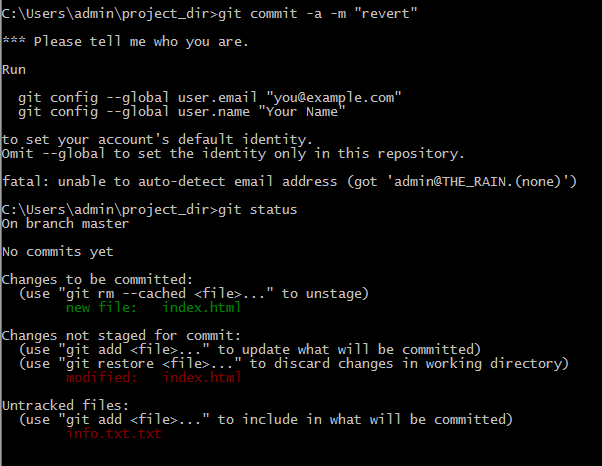 C:\Users\admin\project_dir>git commit -a -m "revert"
*** Please tell me who you are.
Run
git config --global user.email "you@example.com"
git config --global user.name "Your Name"
to set your account's default identity.
Omit --global to set the identity only in this repository.
fatal: unable to auto-detect email address (got 'admin@THE_RAIN.(none)')
C:\Users\admin\project_dir>git status
On branch master
No commits yet
Changes to be committed:
(use "git rm --cached <file>..." to unstage)
new file:   index.html
Changes not staged for commit:
(use "git add <file>..." to update what will be committed)
(use "git restore <file>..." to discard changes in working directory)
modified:   index.html
Untracked files:
(use "git add <file>..." to include in what will be committed)
info.txt.txt